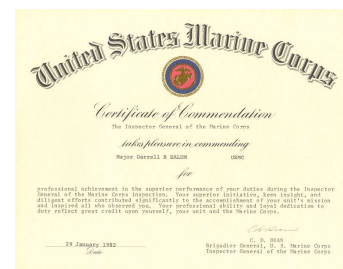 United States Marine Corps
Certificate of Commendation
The Inspector General of the Marine Corps
takes pleasure in commending
Major Darrell B EALUM USMC
for
professional achievement in the superior performance of your duties during the Inspector
General of the Marine Corps inspection. Your superior initiative, keen insight, and
diligent efforts contributed significantly to the accomplishment of your unit's mission
and inspired all who observed you. Your professional ability and loyal dedication to
duty reflect great credit upon yourself, your unit and the Marine Corps.
29 January 1982
Date
C. D. DEAN
Brigadier General, U. S. Marine Corps
Inspector General of the Marine Corps